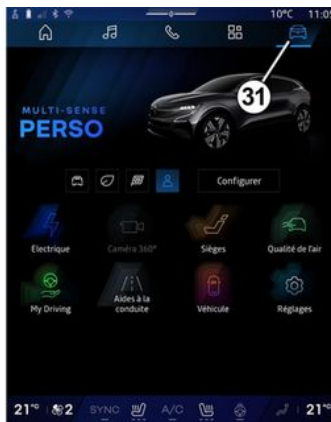 10°C 11:05
31
MULTI-SENSE
PERSO
Configurer
Electrique
Caméra 360°
Sièges
Qualité de l'air
My Driving
Aides à la
conduite
Véhicule
Réglages
21°° 2 SYNC A/C 21°°